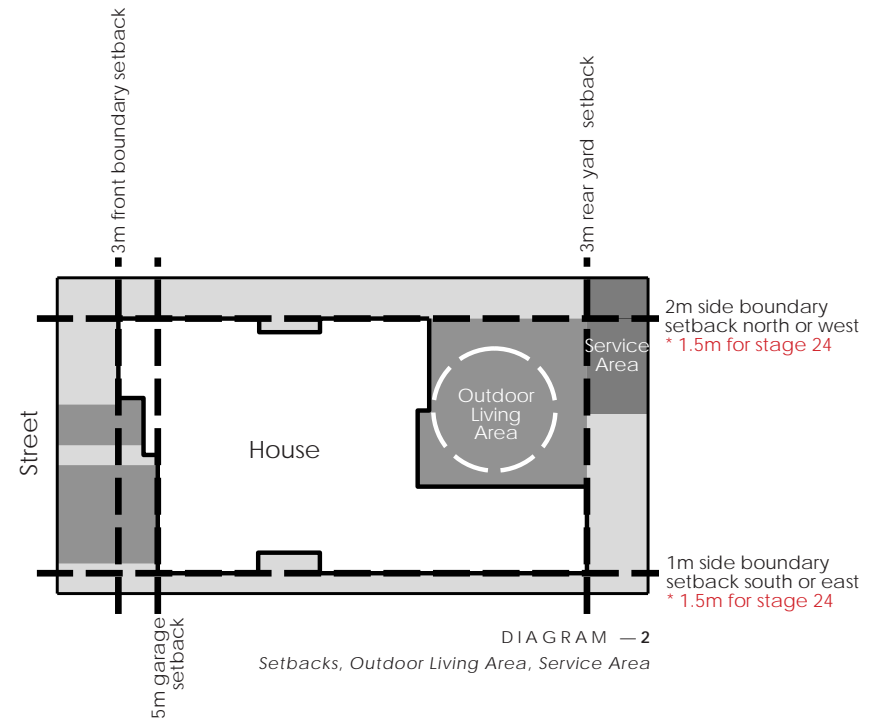 3m front boundary setback
3m rear yard setback
2m side boundary
setback north or west
* 1.5m for stage 24
Service
Area
Outdoor
Living
Area
House
Street
1m side boundary
setback south or east
* 1.5m for stage 24
5m garage
setback
DIAGRAM —2
Setbacks, Outdoor Living Area, Service Area